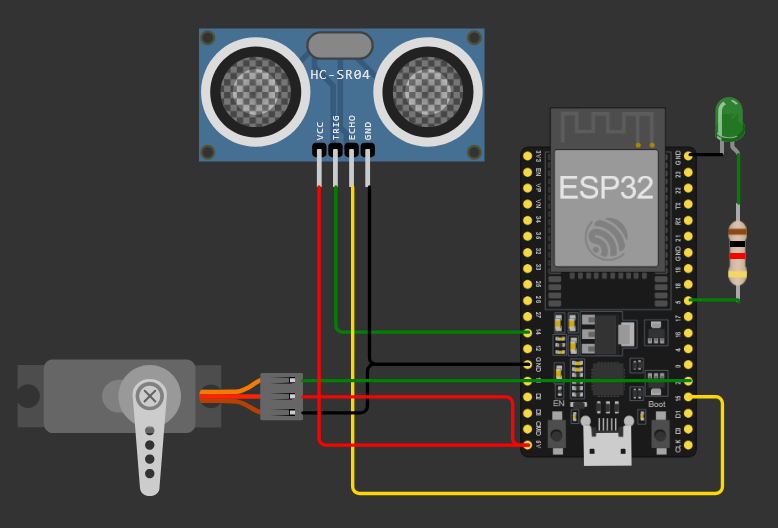 HC-SR04
VCC
TRIG
ECHO
GND
ESP32
3V3
EN
VP
VN
34
35
32
33
25
26
27
14
12
GND
13
D2
D3
CMD
5V
GND
23
22
TX
RX
21
GND
19
18
5
17
16
4
0
2
15
D1
D0
CLK
EN
Boot